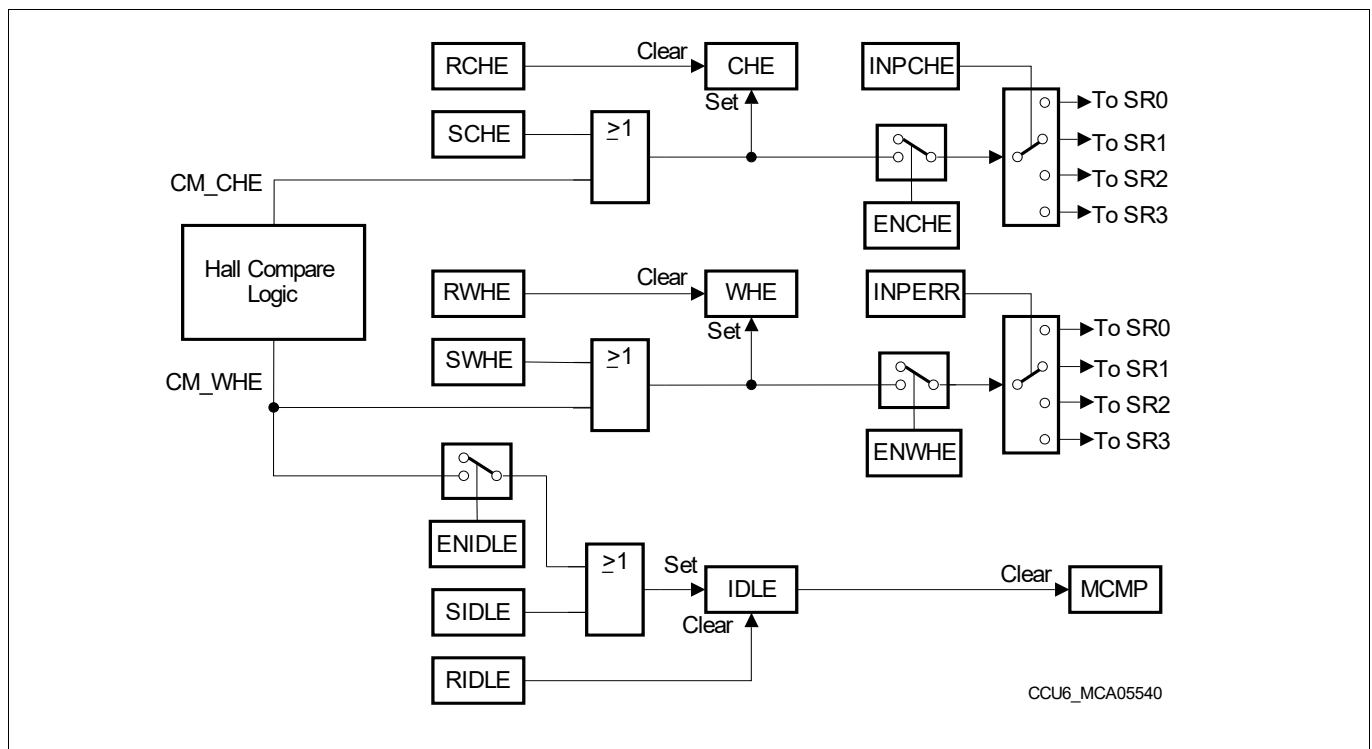 RCHE
Clear
CHE
INPCHE
Set
To SR0
SCHE
≥1
To SR1
To SR2
CM_CHE
To SR3
ENCHE
Hall Compare
Logic
RWHE
Clear
WHE
INPERR
Set
To SR0
SWHE
≥1
To SR1
CM_WHE
To SR2
To SR3
ENWHE
ENIDLE
≥1
Set
IDLE
Clear
MCMP
SIDLE
Clear
RIDLE
CCU6_MCA05540